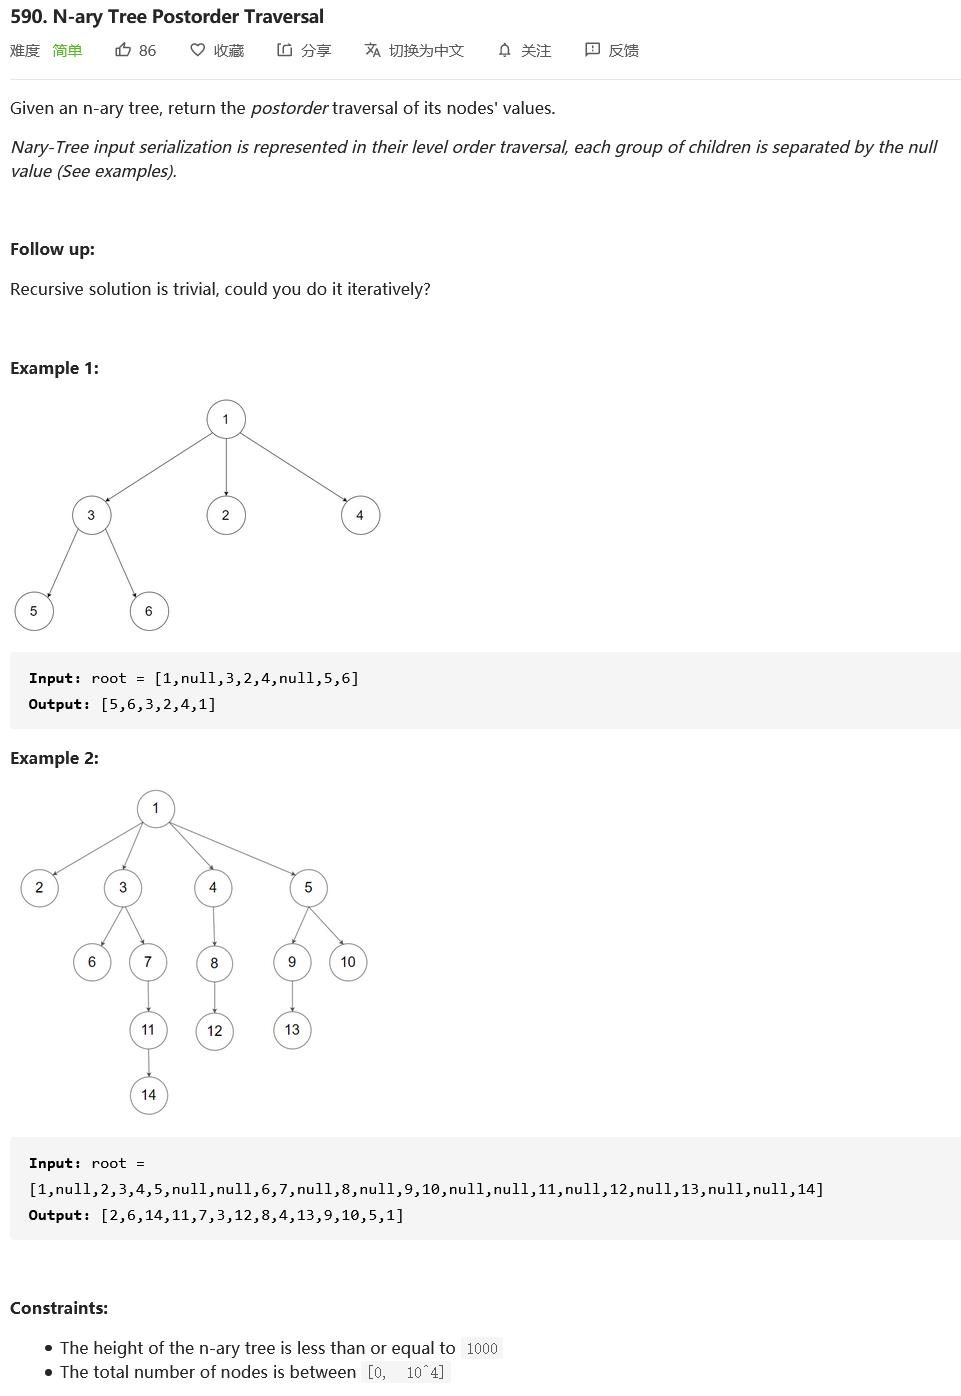 590. N-ary Tree Postorder Traversal
难度 简单 86 收藏 分享 切换为中文 关注 反馈
Given an n-ary tree, return the postorder traversal of its nodes' values.
Nary-Tree input serialization is represented in their level order traversal, each group of children is separated by the null
value (See examples).
Follow up:
Recursive solution is trivial, could you do it iteratively?
Example 1:
1
3 2 4
5 6
Input: root = [1,null,3,2,4,null,5,6]
Output: [5,6,3,2,4,1]
Example 2:
1
2 3 4 5
6 7 8 9 10
11 12 13
14
Input: root =
[1,null,2,3,4,5,null,null,6,7,null,8,null,9,10,null,null,11,null,12,null,13,null,null,14]
Output: [2,6,14,11,7,3,12,8,4,13,9,10,5,1]
Constraints:
• The height of the n-ary tree is less than or equal to 1000
• The total number of nodes is between [0, 10^4]